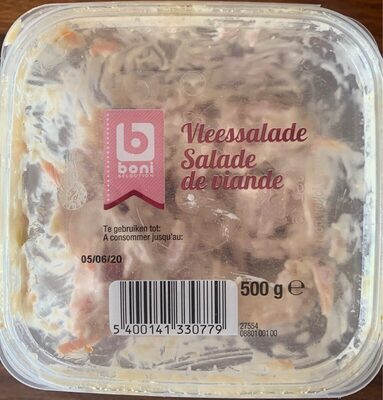 b
boni
SELECTION
Vleessalade
Salade
de viande
Te gebruiken tot:
A consommer jusqu'au:
05/06/20
500 g e
5 400141 330779
27554
0880100100